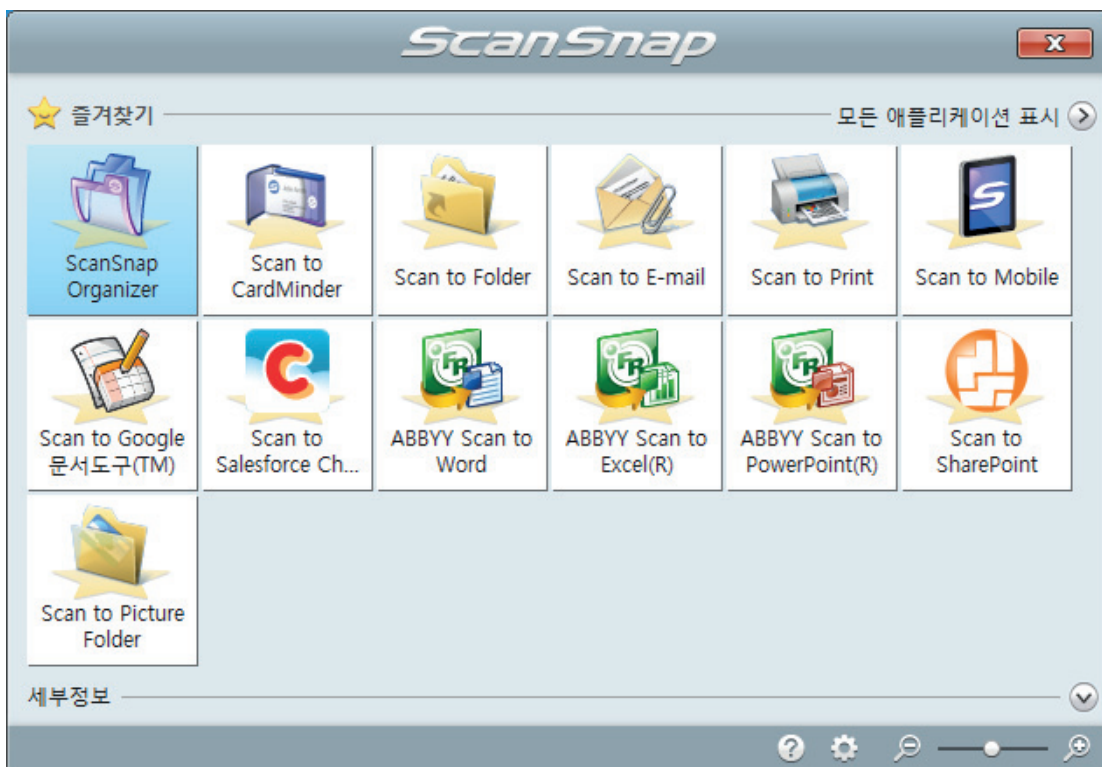 ScanSnap
즐겨찾기
모든 애플리케이션 표시
ScanSnap
Organizer
Scan to
CardMinder
Scan to Folder
Scan to E-mail
Scan to Print
Scan to Mobile
Scan to Google
문서도구(TM)
Scan to
Salesforce Ch...
ABBYY Scan to
Word
ABBYY Scan to
Excel(R)
ABBYY Scan to
PowerPoint(R)
Scan to
SharePoint
Scan to Picture
Folder
세부정보